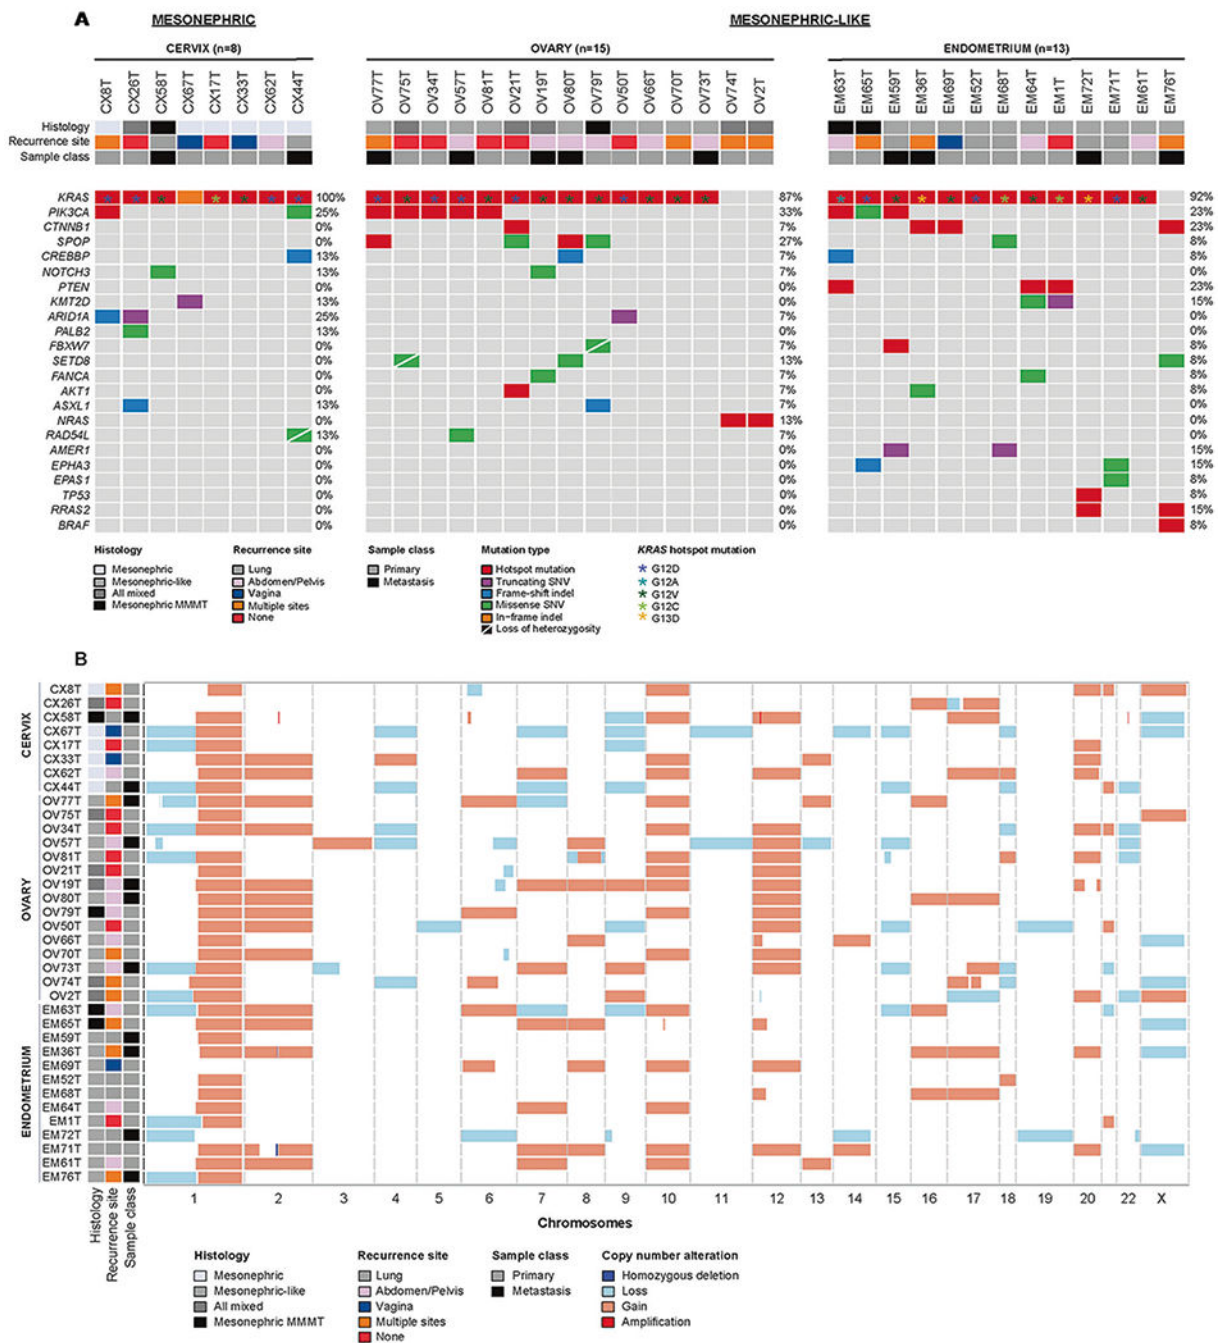 A
MESONEPHRIC
MESONEPHRIC-LIKE
CERVIX (n=8)
OVARY (n=15)
ENDOMETRIUM (n=13)
CX8T CX26T CX58T CX67T CX17T CX33T CX62T CX44T OV77T OV75T OV34T OV57T OV81T OV21T OV19T OV80T OV79T OV50T OV66T OV70T OV73T OV74T OV2T EM63T EM65T EM59T EM36T EM69T EM52T EM68T EM64T EM1T EM72T EM71T EM61T EM76T
Histology
Recurrence site
Sample class
KRAS 100% 87% 92%
PIK3CA 25% 33% 23%
CTNNB1 0% 7% 23%
SPOP 0% 27% 8%
CREBBP 13% 7% 8%
NOTCH3 13% 7% 0%
PTEN 0% 0% 23%
KMT2D 13% 0% 15%
ARID1A 25% 7% 0%
PALB2 13% 0% 0%
FBXW7 0% 7% 8%
SETD8 0% 13% 8%
FANCA 0% 7% 8%
AKT1 0% 7% 8%
ASXL1 13% 7% 0%
NRAS 0% 13% 0%
RAD54L 13% 7% 0%
AMER1 0% 0% 15%
EPHA3 0% 0% 15%
EPAS1 0% 0% 8%
TP53 0% 0% 8%
RRAS2 0% 0% 15%
BRAF 0% 0% 8%
Histology
Mesonephric
Mesonephric-like
All mixed
Mesonephric MMMT
Recurrence site
Lung
Abdomen/Pelvis
Vagina
Multiple sites
None
Sample class
Primary
Metastasis
Mutation type
Hotspot mutation
Truncating SNV
Frame-shift indel
Missense SNV
In-frame indel
Loss of heterozygosity
KRAS hotspot mutation
* G12D
* G12A
* G12V
* G12C
* G13D
B
CERVIX
CX8T
CX26T
CX58T
CX67T
CX17T
CX33T
CX62T
CX44T
OVARY
OV77T
OV75T
OV34T
OV57T
OV81T
OV21T
OV19T
OV80T
OV79T
OV50T
OV66T
OV70T
OV73T
OV74T
OV2T
ENDOMETRIUM
EM63T
EM65T
EM59T
EM36T
EM69T
EM52T
EM68T
EM64T
EM1T
EM72T
EM71T
EM61T
EM76T
Histology
Recurrence site
Sample class
1 2 3 4 5 6 7 8 9 10 11 12 13 14 15 16 17 18 19 20 22 X
Chromosomes
Histology
Mesonephric
Mesonephric-like
All mixed
Mesonephric MMMT
Recurrence site
Lung
Abdomen/Pelvis
Vagina
Multiple sites
None
Sample class
Primary
Metastasis
Copy number alteration
Homozygous deletion
Loss
Gain
Amplification